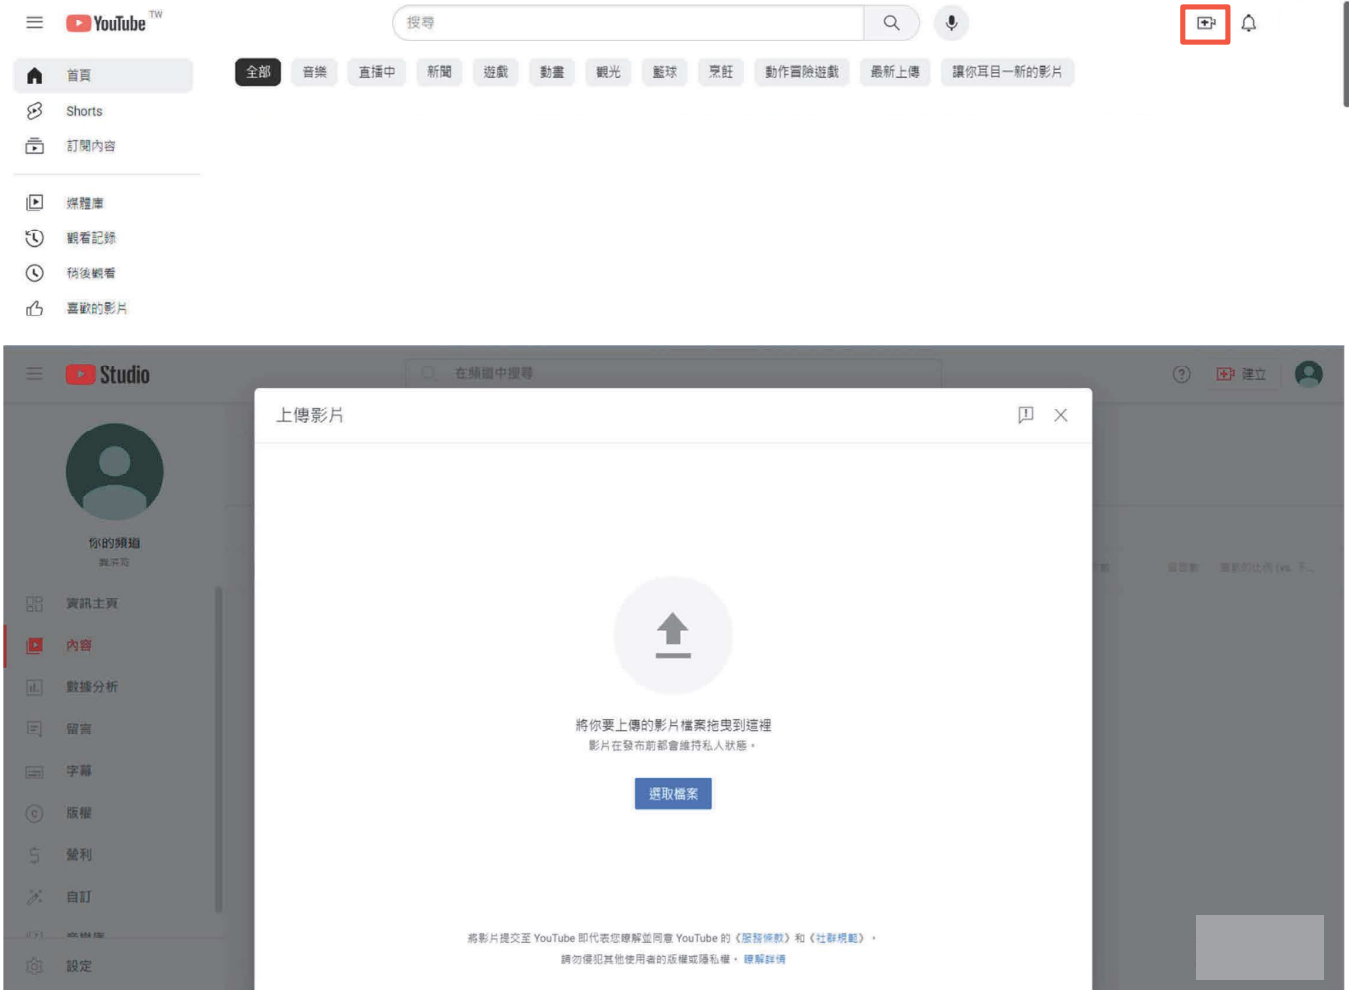 YouTube TW
搜尋
首頁
Shorts
訂閱內容
媒體庫
觀看記錄
稍後觀看
喜歡的影片
全部 音樂 直播中 新聞 遊戲 動畫 觀光 籃球 烹飪 動作冒險遊戲 最新上傳 讓你耳目一新的影片
Studio
在頻道中搜尋
建立
你的頻道
資訊主頁
內容
數據分析
留言
字幕
版權
營利
自訂
設定
上傳影片
將你要上傳的影片檔案拖曳到這裡
影片在發布前都會維持私人狀態。
選取檔案
將影片提交至 YouTube 即代表您瞭解並同意 YouTube 的《服務條款》和《社群規範》。
請勿侵犯其他使用者的版權或隱私權。 瞭解詳情